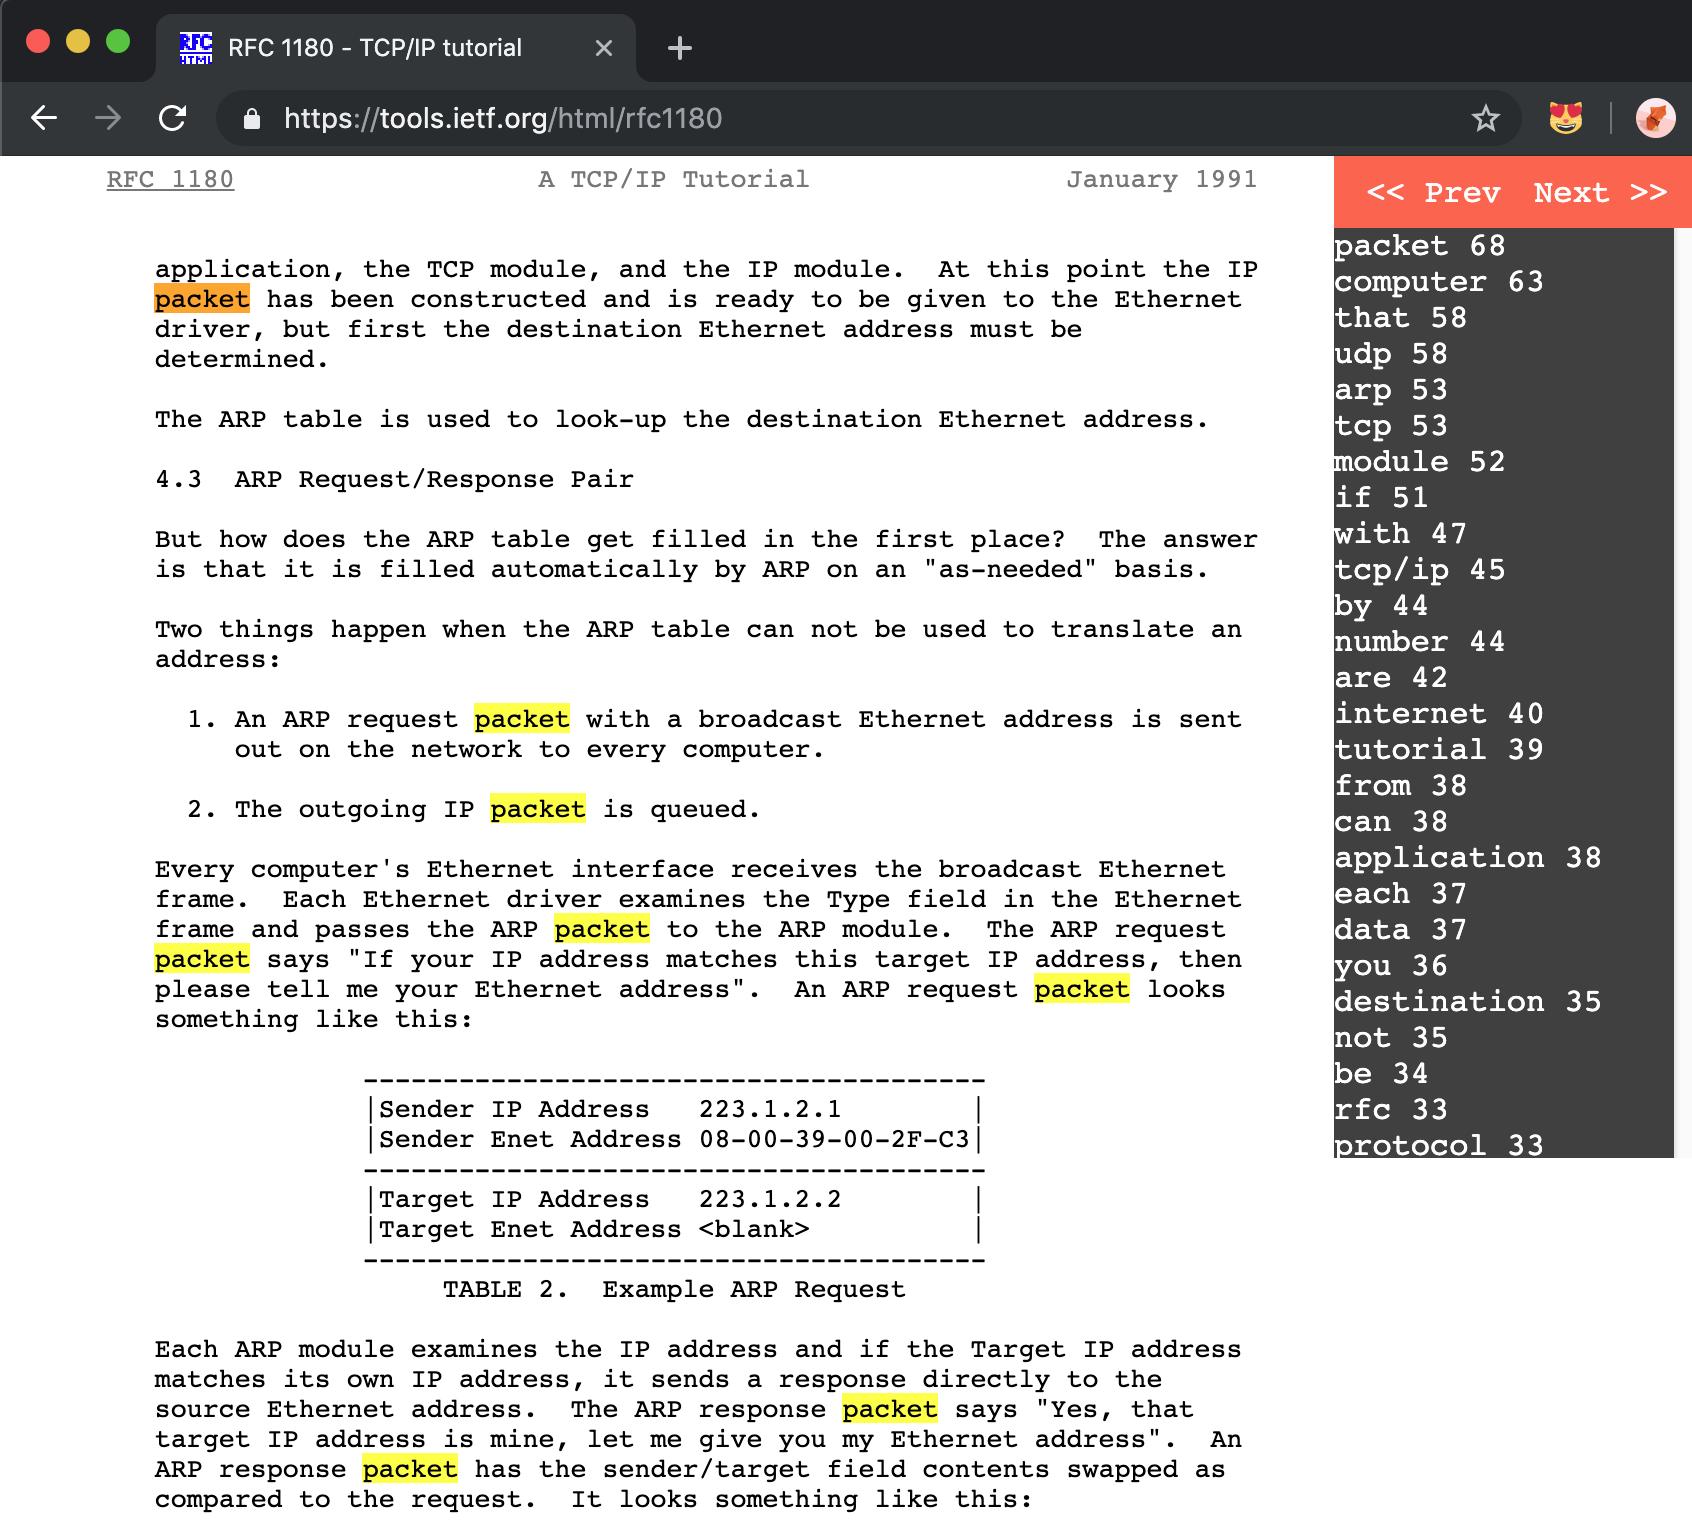 RFC
HTML
RFC 1180 - TCP/IP tutorial
https://tools.ietf.org/html/rfc1180
RFC 1180 A TCP/IP Tutorial January 1991
application, the TCP module, and the IP module.  At this point the IP
packet has been constructed and is ready to be given to the Ethernet
driver, but first the destination Ethernet address must be
determined.
The ARP table is used to look-up the destination Ethernet address.
4.3  ARP Request/Response Pair
But how does the ARP table get filled in the first place?  The answer
is that it is filled automatically by ARP on an "as-needed" basis.
Two things happen when the ARP table can not be used to translate an
address:
1. An ARP request packet with a broadcast Ethernet address is sent
out on the network to every computer.
2. The outgoing IP packet is queued.
Every computer's Ethernet interface receives the broadcast Ethernet
frame.  Each Ethernet driver examines the Type field in the Ethernet
frame and passes the ARP packet to the ARP module.  The ARP request
packet says "If your IP address matches this target IP address, then
please tell me your Ethernet address".  An ARP request packet looks
something like this:
---------------------------------------
|Sender IP Address   223.1.2.1        |
|Sender Enet Address 08-00-39-00-2F-C3|
---------------------------------------
|Target IP Address   223.1.2.2        |
|Target Enet Address <blank>          |
---------------------------------------
TABLE 2.  Example ARP Request
Each ARP module examines the IP address and if the Target IP address
matches its own IP address, it sends a response directly to the
source Ethernet address.  The ARP response packet says "Yes, that
target IP address is mine, let me give you my Ethernet address".  An
ARP response packet has the sender/target field contents swapped as
compared to the request.  It looks something like this:
<< Prev Next >>
packet 68
computer 63
that 58
udp 58
arp 53
tcp 53
module 52
if 51
with 47
tcp/ip 45
by 44
number 44
are 42
internet 40
tutorial 39
from 38
can 38
application 38
each 37
data 37
you 36
destination 35
not 35
be 34
rfc 33
protocol 33